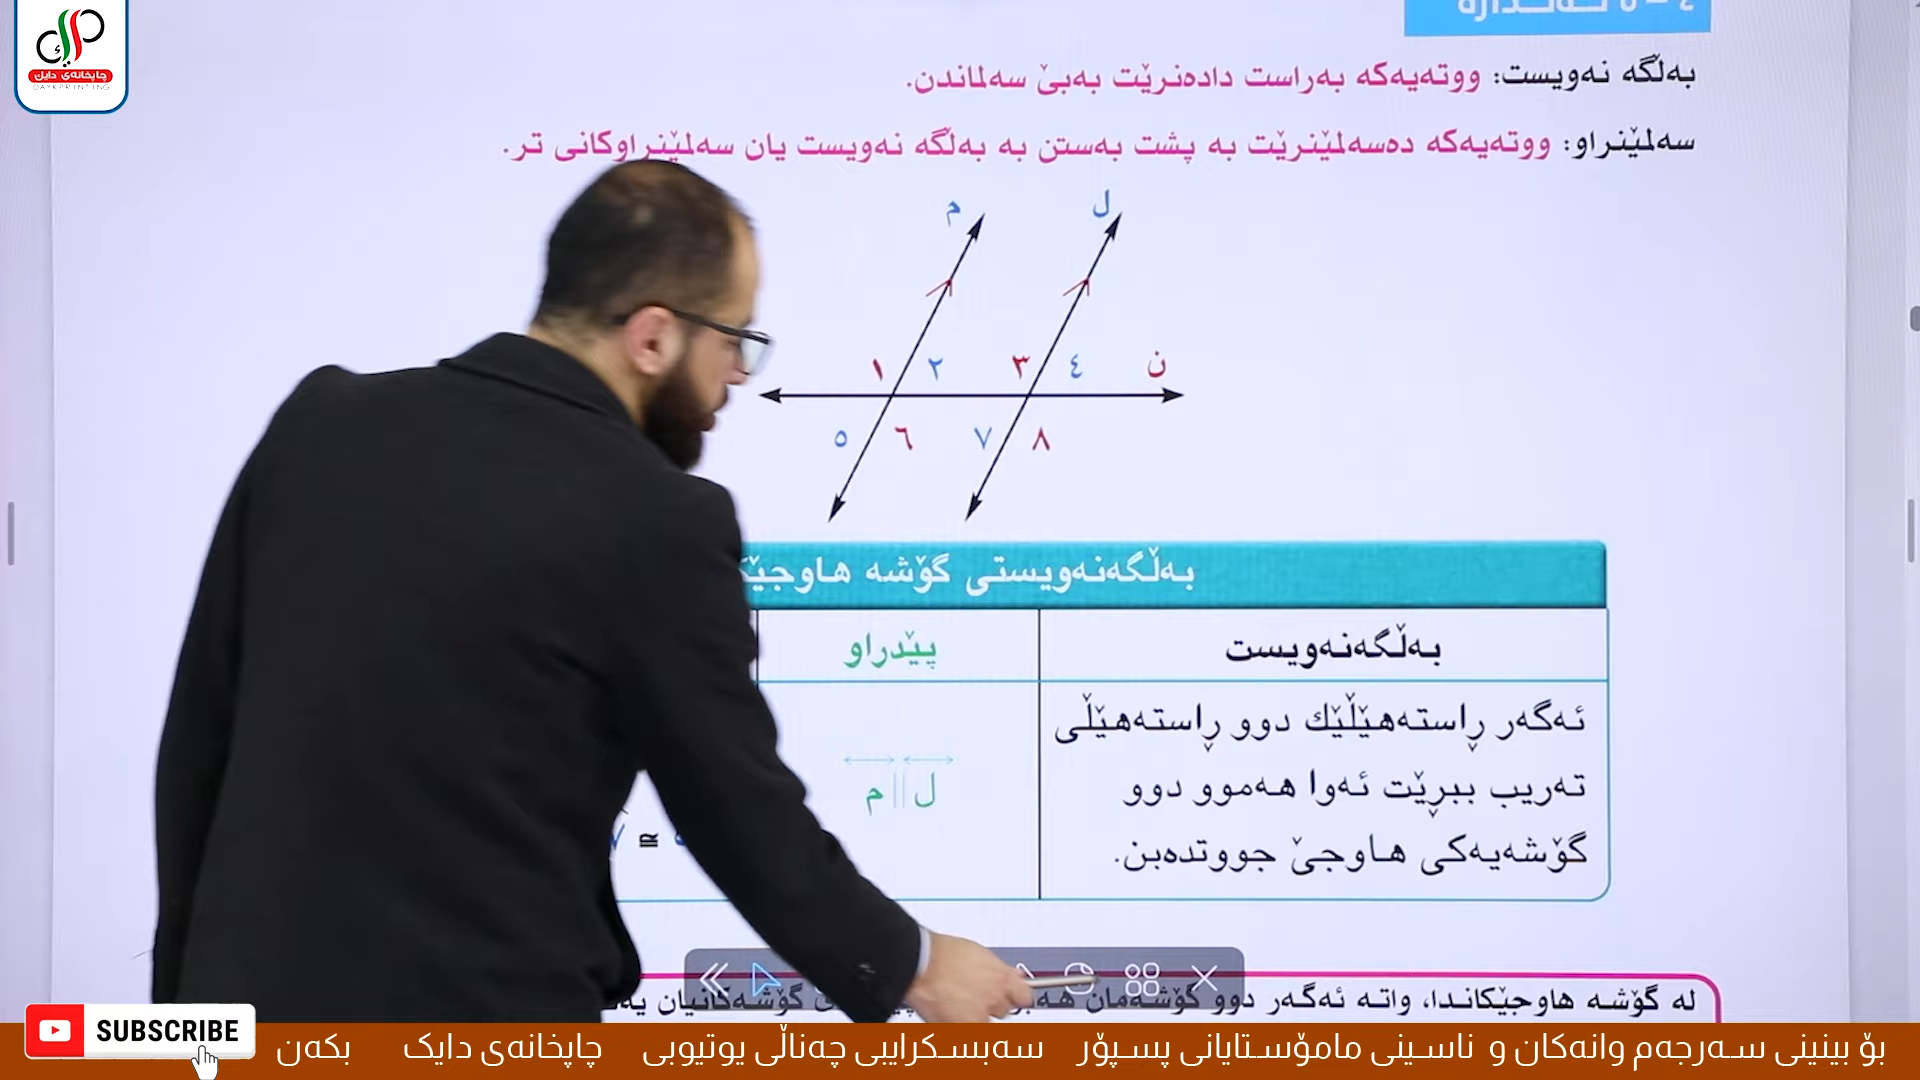 چاپخانەی دایک
DAYKPRINTING
بەڵگە نەویست: ووتەیەکە بەراست دادەنرێت بەبێ سەلماندن.
سەلمێنراو: ووتەیەکە دەسەلمێنرێت بە پشت بەستن بە بەڵگە نەویست یان سەلمێنراوکانی تر.
م ل
١ ٢ ٣ ٤ ن
٥ ٦ ٧ ٨
بەڵگەنەویستی گۆشە
بەڵگەنەویست پێدراو
ئەگەر ڕاستەهێڵێك دوو ڕاستەهێڵی
تەریب ببڕێت ئەوا هەموو دوو
گۆشەیەکی هاوجێ جووتدەبن.
ل || م
≅
لە گۆشە هاوجێکاندا، واتە ئەگەر دوو گۆشەمان
SUBSCRIBE
بۆ بینینی سەرجەم وانەکان و ناسینی مامۆستایانی پسپۆر سەبسکرایبی چەناڵی یوتیوبی چاپخانەی دایک بکەن